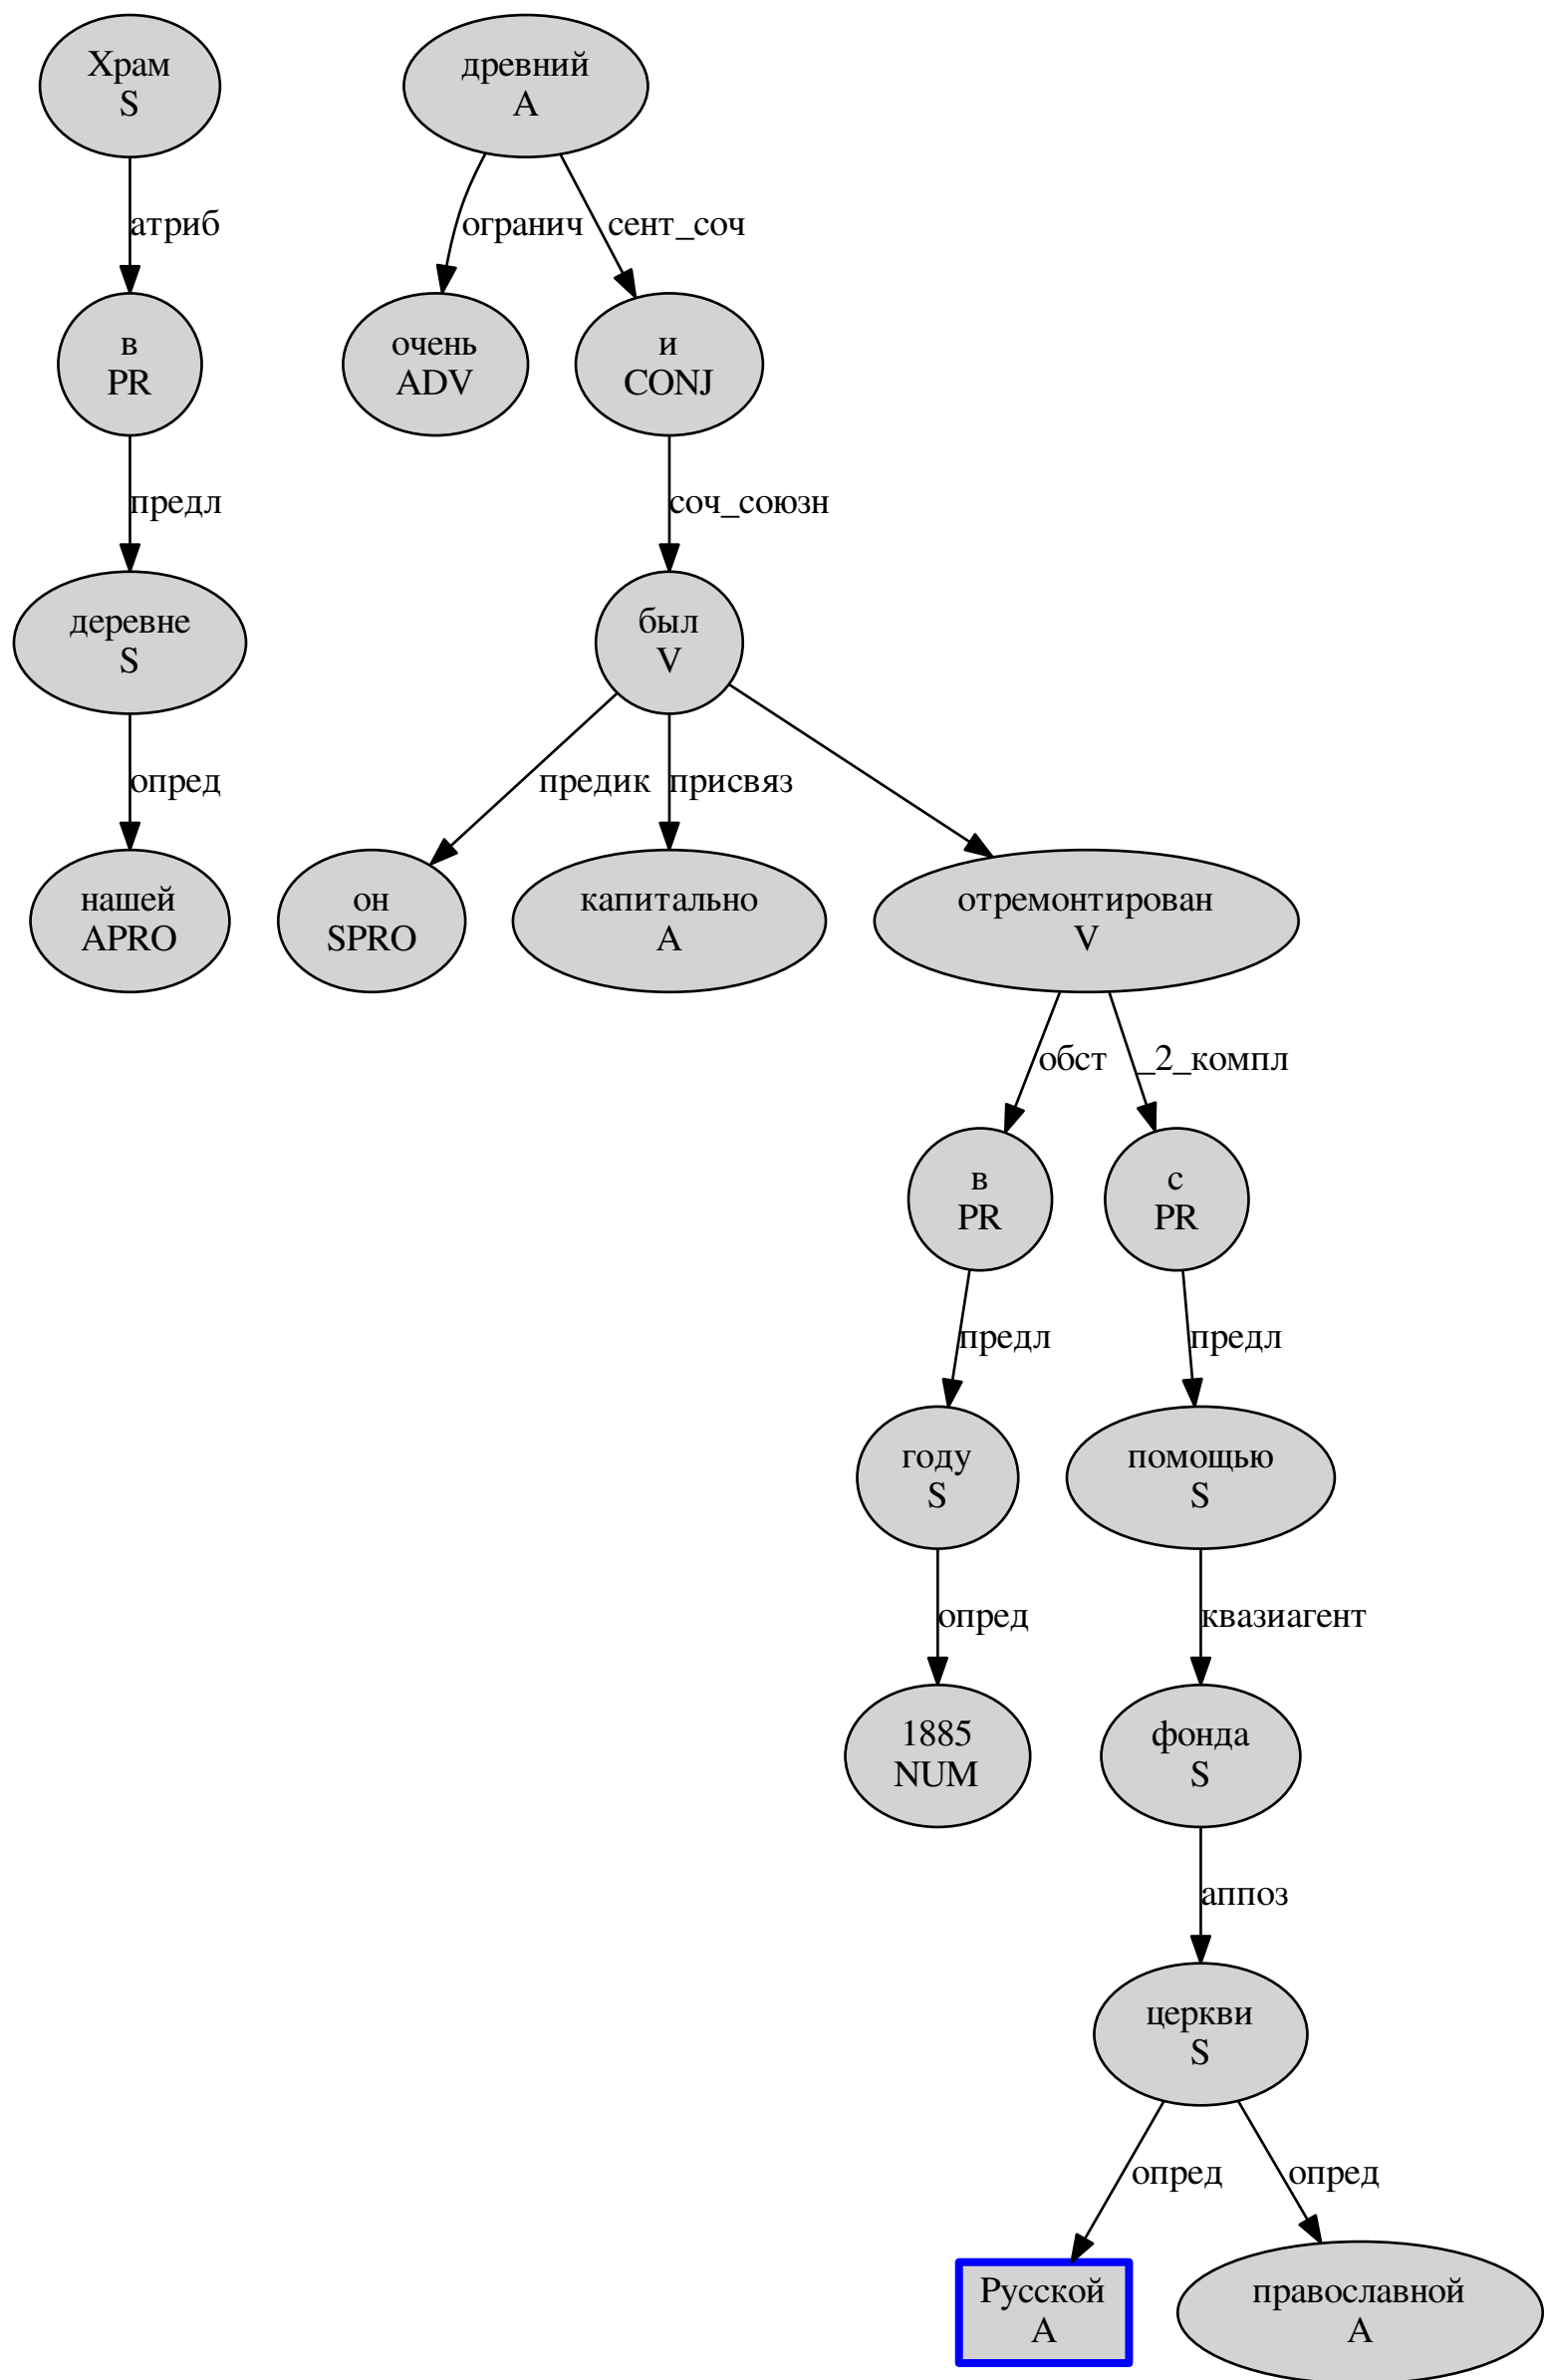 Храм
S
древний
A
атриб
огранич
сент_соч
в
PR
очень
ADV
и
CONJ
предл
соч_союзн
деревне
S
был
V
опред
предик
присвяз
нашей
APRO
он
SPRO
капитально
A
отремонтирован
V
обст
_2_компл
в
PR
с
PR
предл
предл
году
S
помощью
S
опред
квазиагент
1885
NUM
фонда
S
аппоз
церкви
S
опред
опред
Русской
A
православной
A